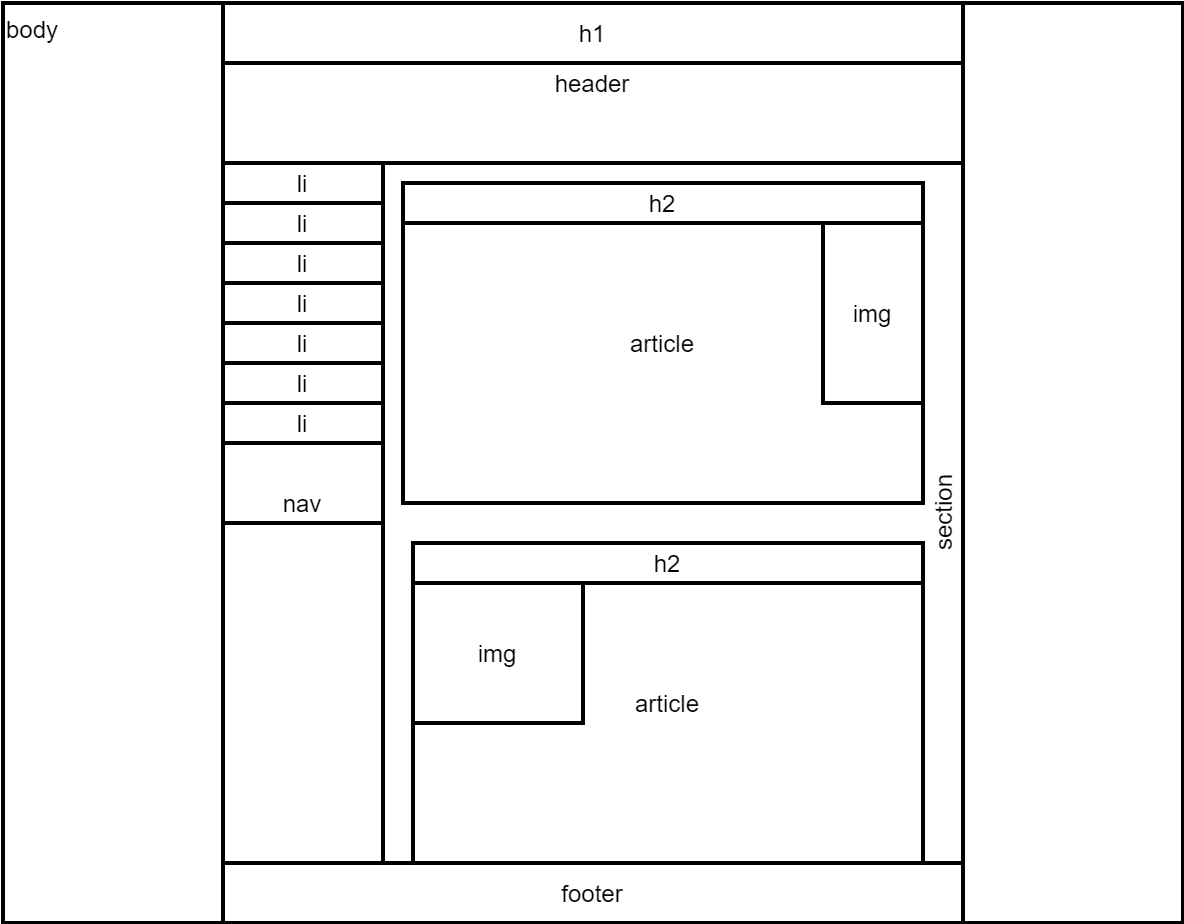 body
h1
header
li
li
li
li
li
li
li
nav
h2
article
img
section
h2
img
article
footer